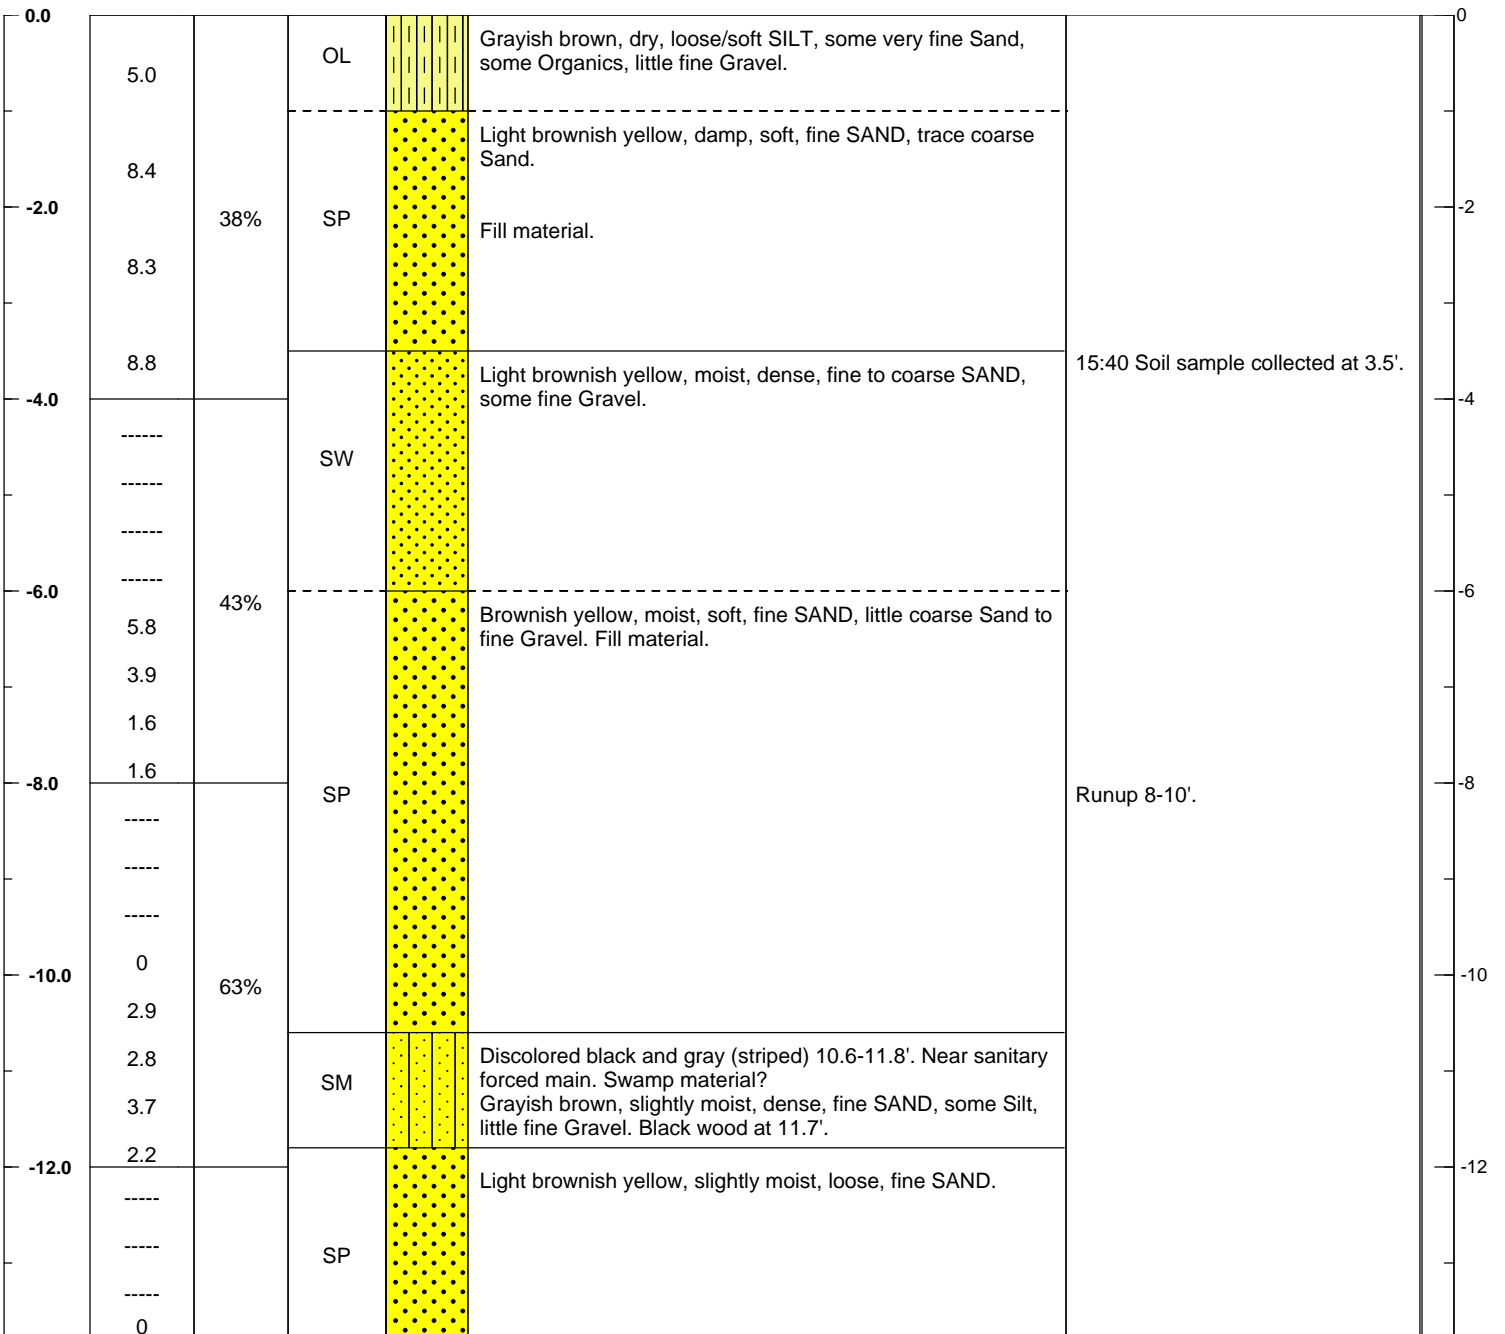 0.0
0
OL
Grayish brown, dry, loose/soft SILT, some very fine Sand,
some Organics, little fine Gravel.
5.0
Light brownish yellow, damp, soft, fine SAND, trace coarse
Sand.
8.4
-2.0
38%
SP
-2
Fill material.
8.3
8.8
15:40 Soil sample collected at 3.5'.
Light brownish yellow, moist, dense, fine to coarse SAND,
some fine Gravel.
-4.0
-4
------
SW
------
------
------
-6.0
-6
43%
Brownish yellow, moist, soft, fine SAND, little coarse Sand to
fine Gravel. Fill material.
5.8
3.9
1.6
1.6
-8.0
-8
SP
Runup 8-10'.
-----
-----
-----
0
-10.0
-10
63%
2.9
Discolored black and gray (striped) 10.6-11.8'. Near sanitary
forced main. Swamp material?
Grayish brown, slightly moist, dense, fine SAND, some Silt,
little fine Gravel. Black wood at 11.7'.
2.8
SM
3.7
2.2
-12.0
-12
Light brownish yellow, slightly moist, loose, fine SAND.
-----
-----
SP
-----
0